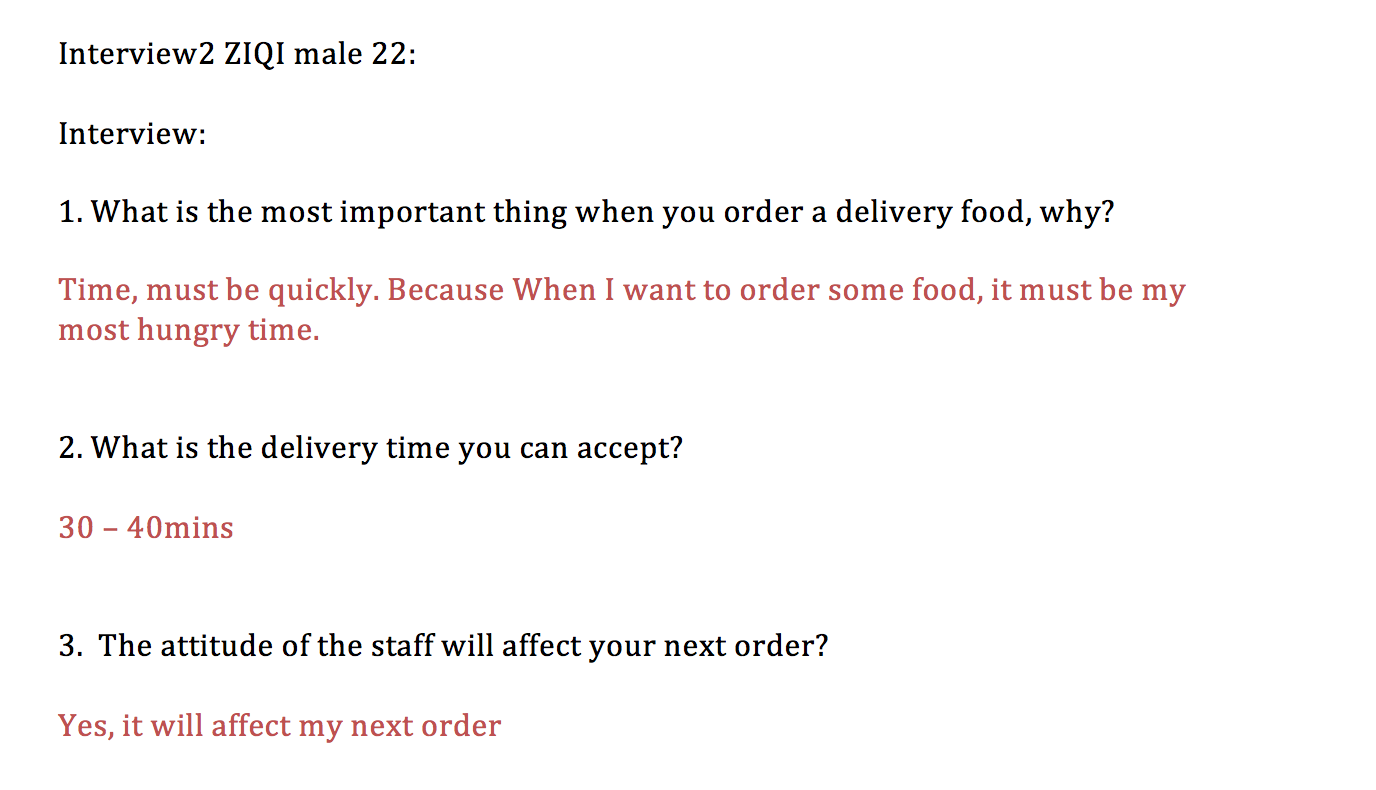 Interview2 ZIQI male 22:
Interview:
1. What is the most important thing when you order a delivery food, why?
Time, must be quickly. Because When I want to order some food, it must be my
most hungry time.
2. What is the delivery time you can accept?
30 – 40mins
3.  The attitude of the staff will affect your next order?
Yes, it will affect my next order